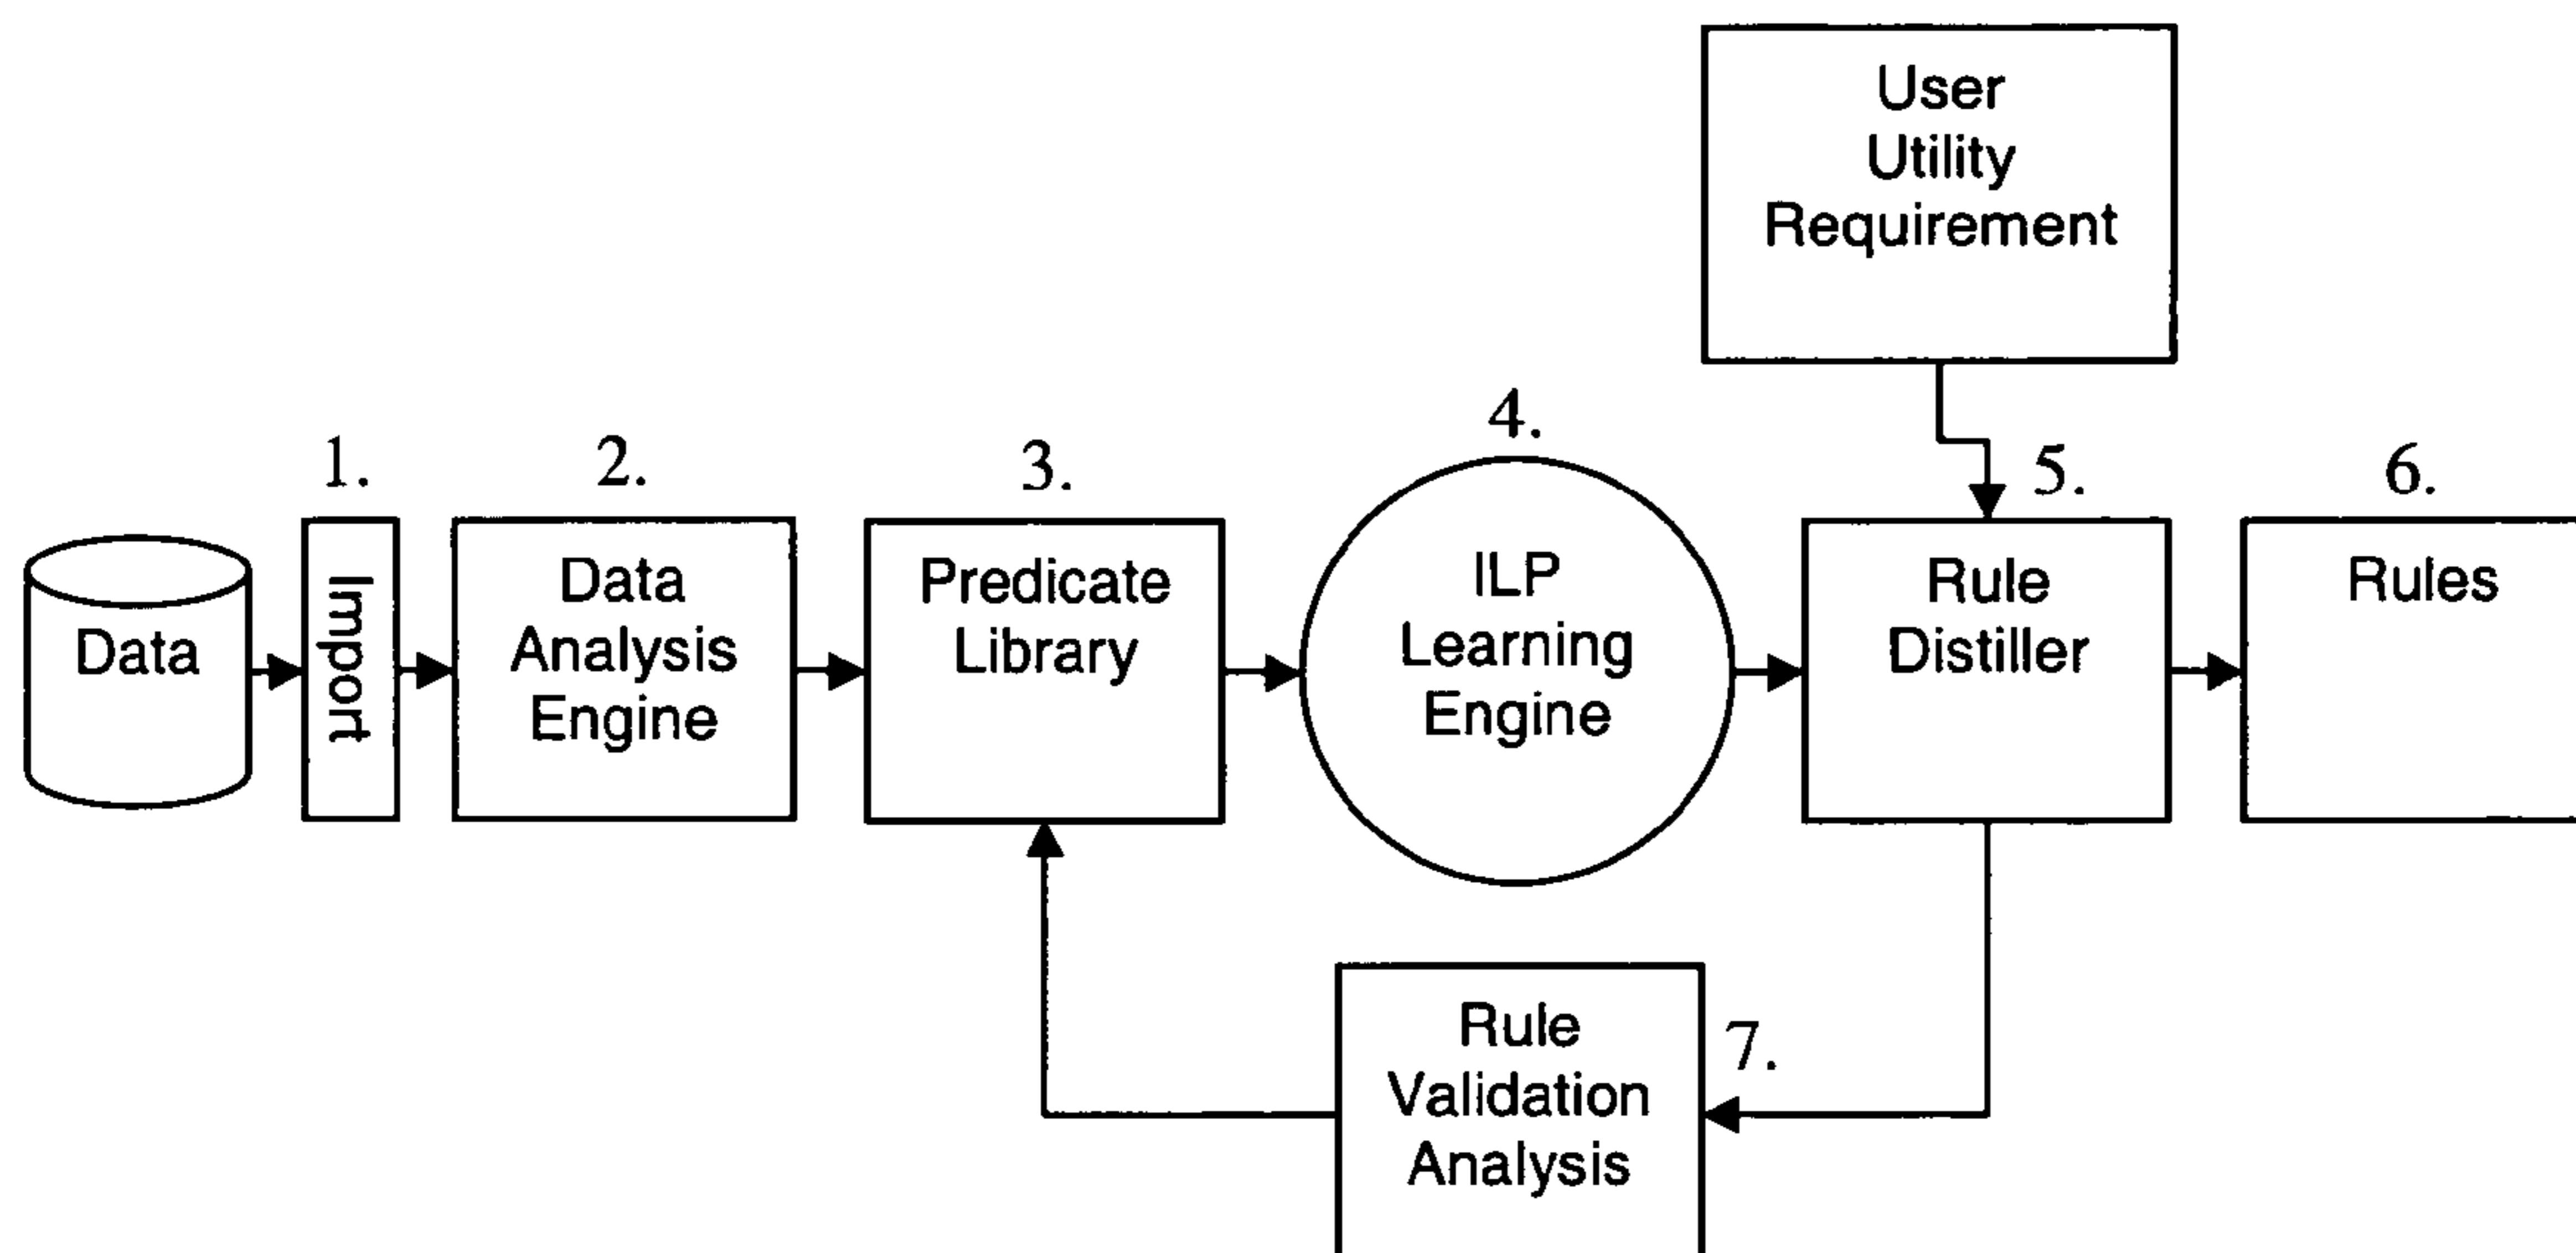 User
Utility
Requirement
1.
2.
3.
4.
5.
6.
Data
Import
Data
Analysis
Engine
Predicate
Library
ILP
Learning
Engine
Rule
Distiller
Rules
7.
Rule
Validation
Analysis